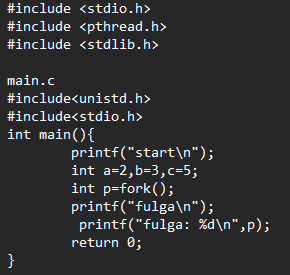 #include <stdio.h>
#include <pthread.h>
#include <stdlib.h>

main.c
#include<unistd.h>
#include<stdio.h>
int main(){
        printf("start\n");
        int a=2,b=3,c=5;
        int p=fork();
        printf("fulga\n");
         printf("fulga: %d\n",p);
        return 0;
}